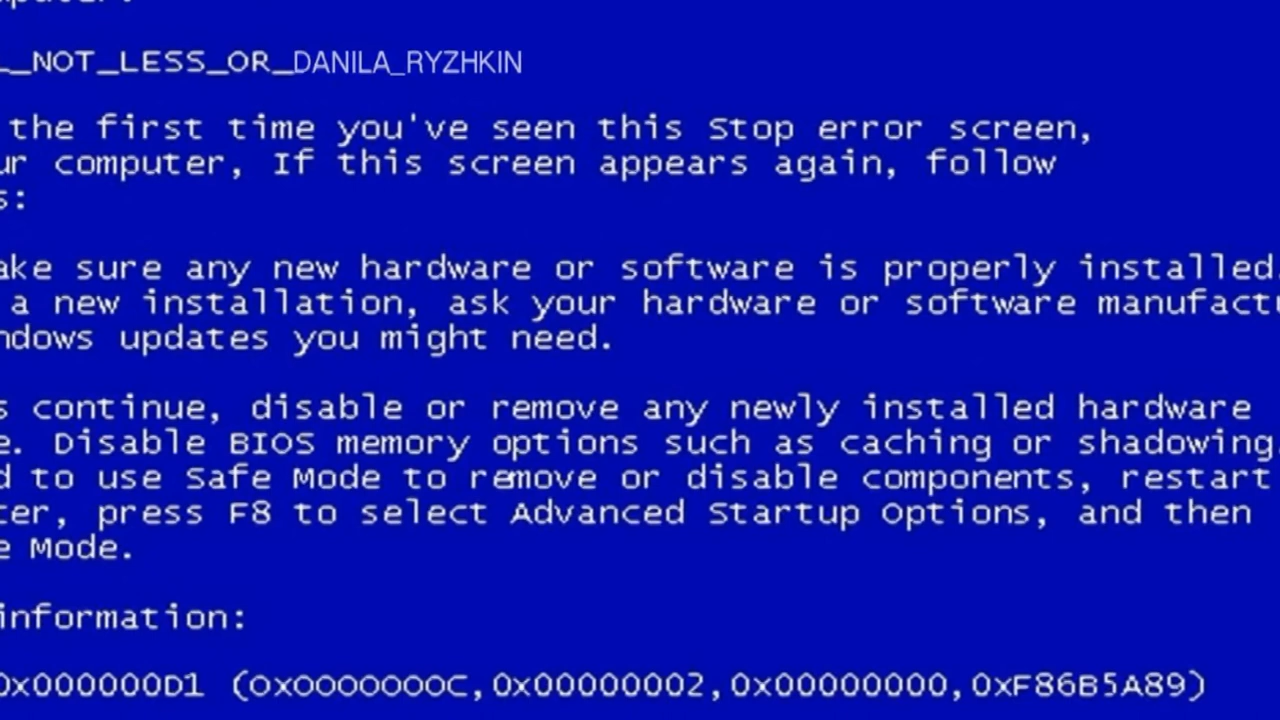 L_NOT_LESS_OR_DANILA_RYZHKIN
the first time you've seen this Stop error screen,
ur computer, If this screen appears again, follow
s:
ake sure any new hardware or software is properly installed.
a new installation, ask your hardware or software manufactu
ndows updates you might need.
s continue, disable or remove any newly installed hardware
e. Disable BIOS memory options such as caching or shadowing.
d to use Safe Mode to remove or disable components, restart
ter, press F8 to select Advanced Startup Options, and then
e Mode.
information:
0x000000D1 (0x0000000C,0x00000002,0x00000000,0xF86B5A89)